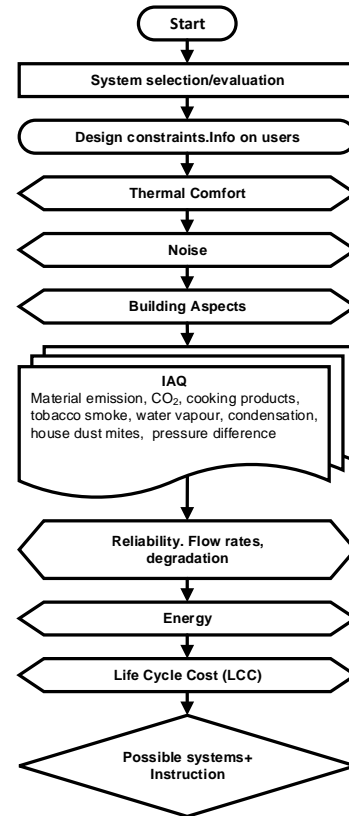 Start
System selection/evaluation
Design constraints.Info on users
Thermal Comfort
Noise
Building Aspects
IAQ
Material emission, CO₂, cooking products,
tobacco smoke, water vapour, condensation,
house dust mites, pressure difference
Reliability. Flow rates,
degradation
Energy
Life Cycle Cost (LCC)
Possible systems+
Instruction